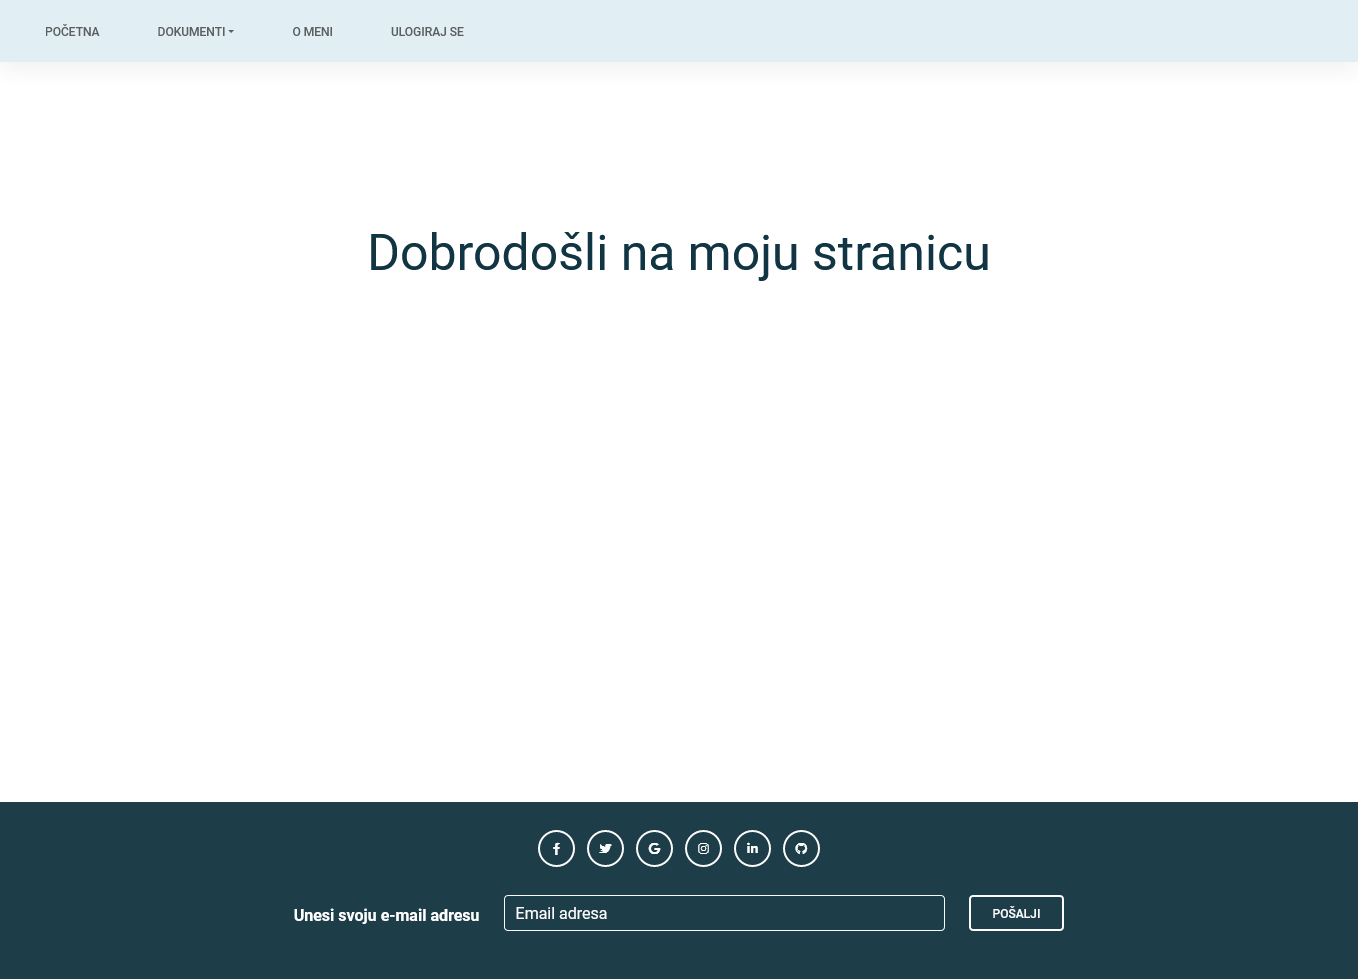 POČETNA
DOKUMENTI
O MENI
ULOGIRAJ SE
Dobrodošli na moju stranicu
Unesi svoju e-mail adresu
Email adresa
POŠALJI